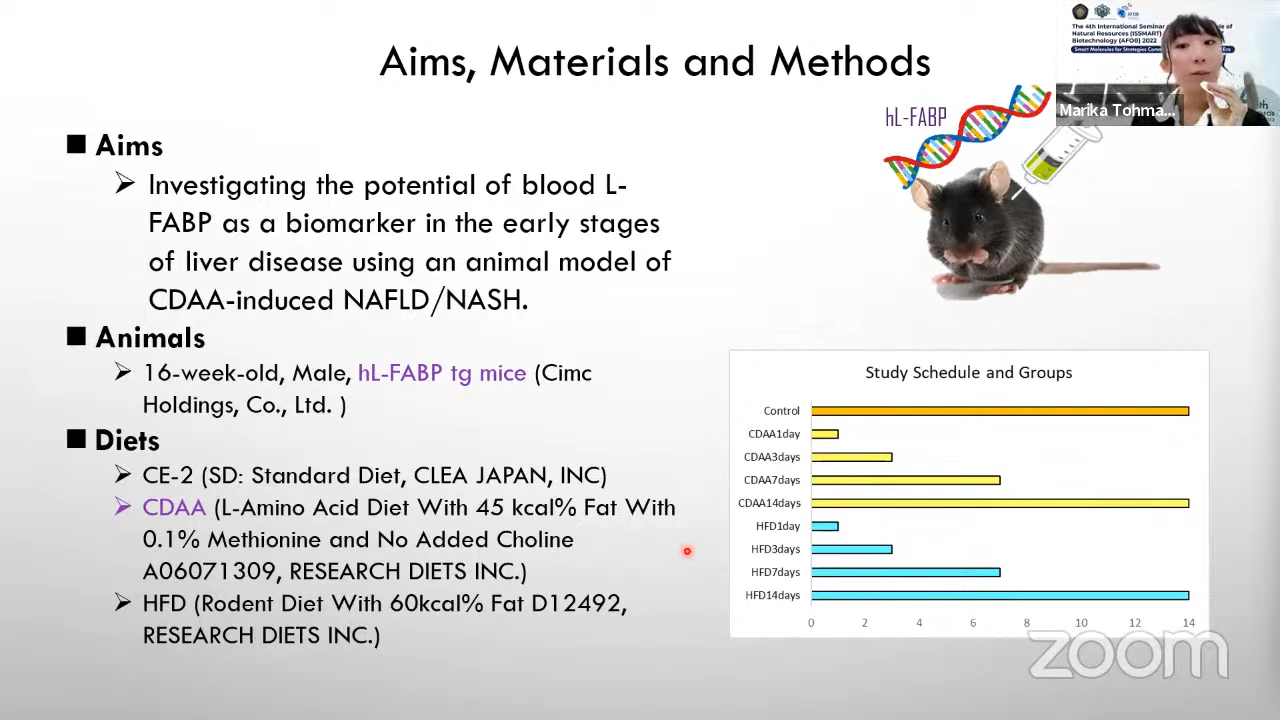 Aims, Materials and Methods
■ Aims
➢ Investigating the potential of blood L-
FABP as a biomarker in the early stages
of liver disease using an animal model of
CDAA-induced NAFLD/NASH.
■ Animals
➢ 16-week-old, Male, hL-FABP tg mice (Cimc
Holdings, Co., Ltd. )
■ Diets
➢ CE-2 (SD: Standard Diet, CLEA JAPAN, INC)
➢ CDAA (L-Amino Acid Diet With 45 kcal% Fat With
0.1% Methionine and No Added Choline
A06071309, RESEARCH DIETS INC.)
➢ HFD (Rodent Diet With 60kcal% Fat D12492,
RESEARCH DIETS INC.)
hL-FABP
The 4th International Seminar
Natural Resources (ISSMART)
Biotechnology (AFOB) 2022
Smart Molecules for Strategies
Marika Tohma...
Study Schedule and Groups
Control
CDAA1day
CDAA3days
CDAA7days
CDAA14days
HFD1day
HFD3days
HFD7days
HFD14days
0 2 4 6 8 10 12 14
zoom